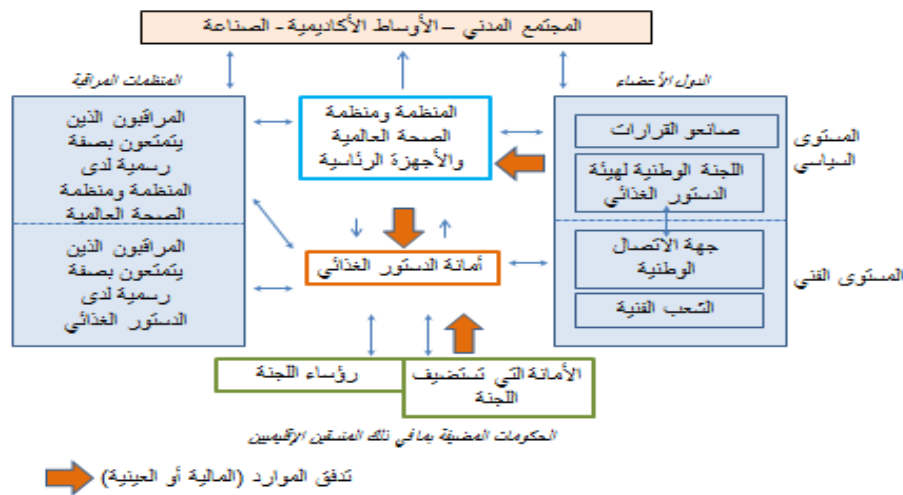 المجتمع المدني – الأوساط الأكاديمية - الصناعة
الدول الأعضاء
المنظمات المراقبة
المستوى
السياسي
صانعو القرارات
اللجنة الوطنية لهيئة
الدستور الغذائي
المنظمة ومنظمة
الصحة العالمية
والأجهزة الرئاسية
المراقبون الذين
يتمتعون بصفة
رسمية لدى
المنظمة ومنظمة
الصحة العالمية
المستوى الفني
جهة الاتصال
الوطنية
الشعب الفنية
أمانة الدستور الغذائي
المراقبون الذين
يتمتعون بصفة
رسمية لدى
الدستور الغذائي
الأمانة التي تستضيف
اللجنة
رؤساء اللجنة
الحكومات المضيفة بما في ذلك المنسقين الإقليميين
تدفق الموارد (المالية أو العينية)